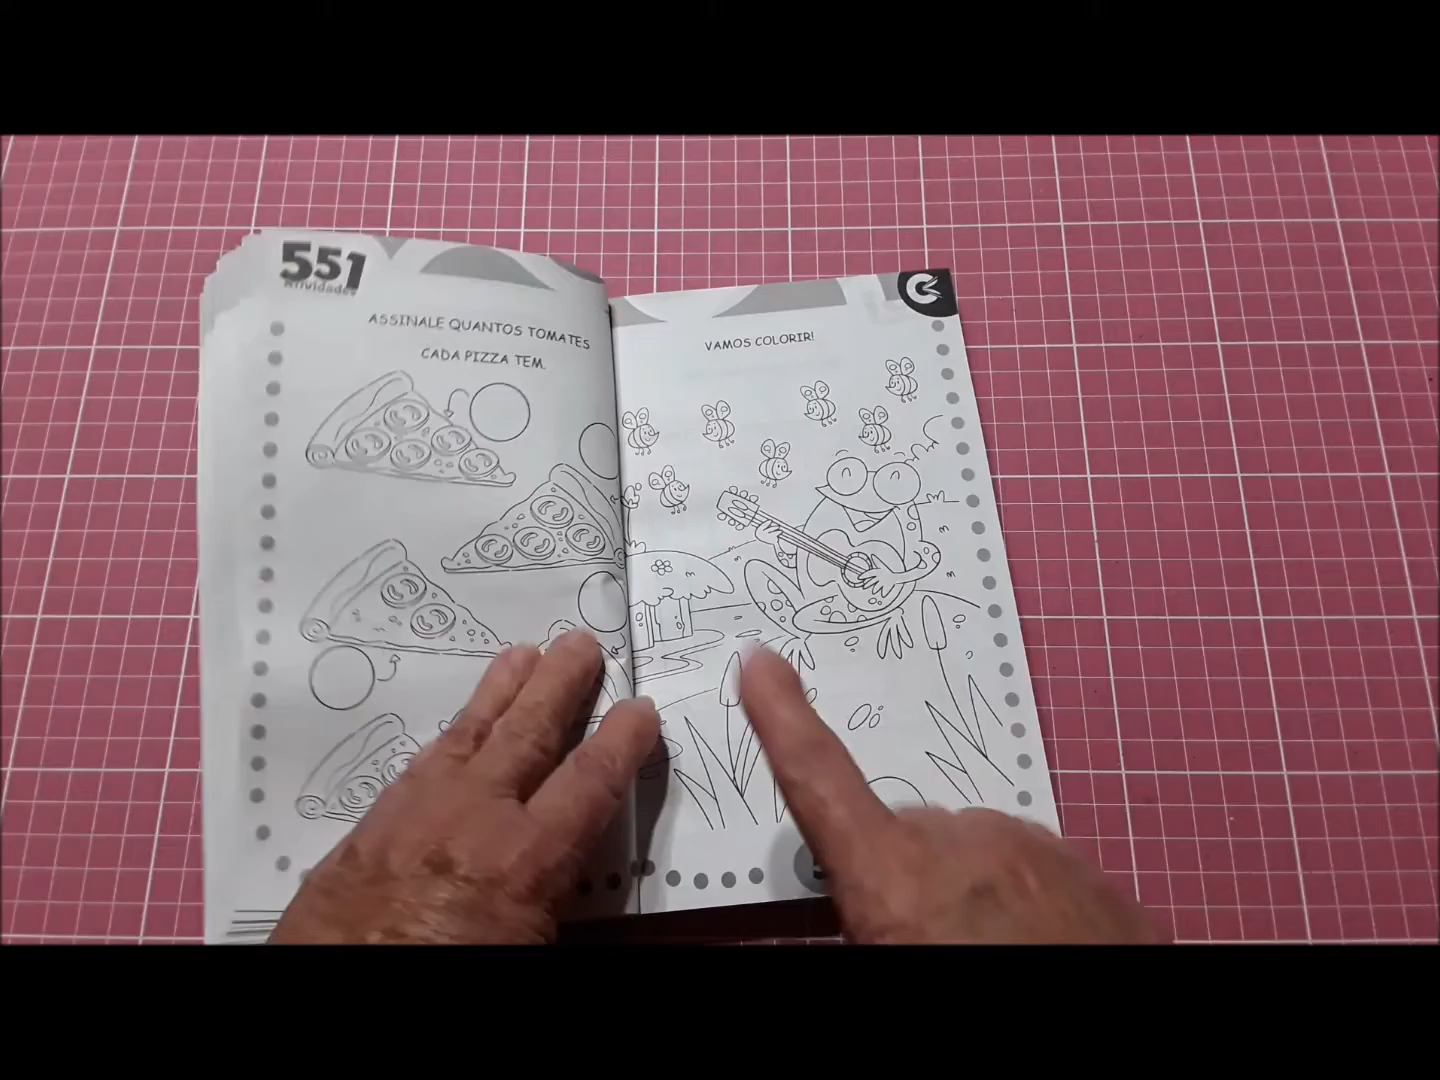 551
Atividades
ASSINALE QUANTOS TOMATES
CADA PIZZA TEM.
VAMOS COLORIR!